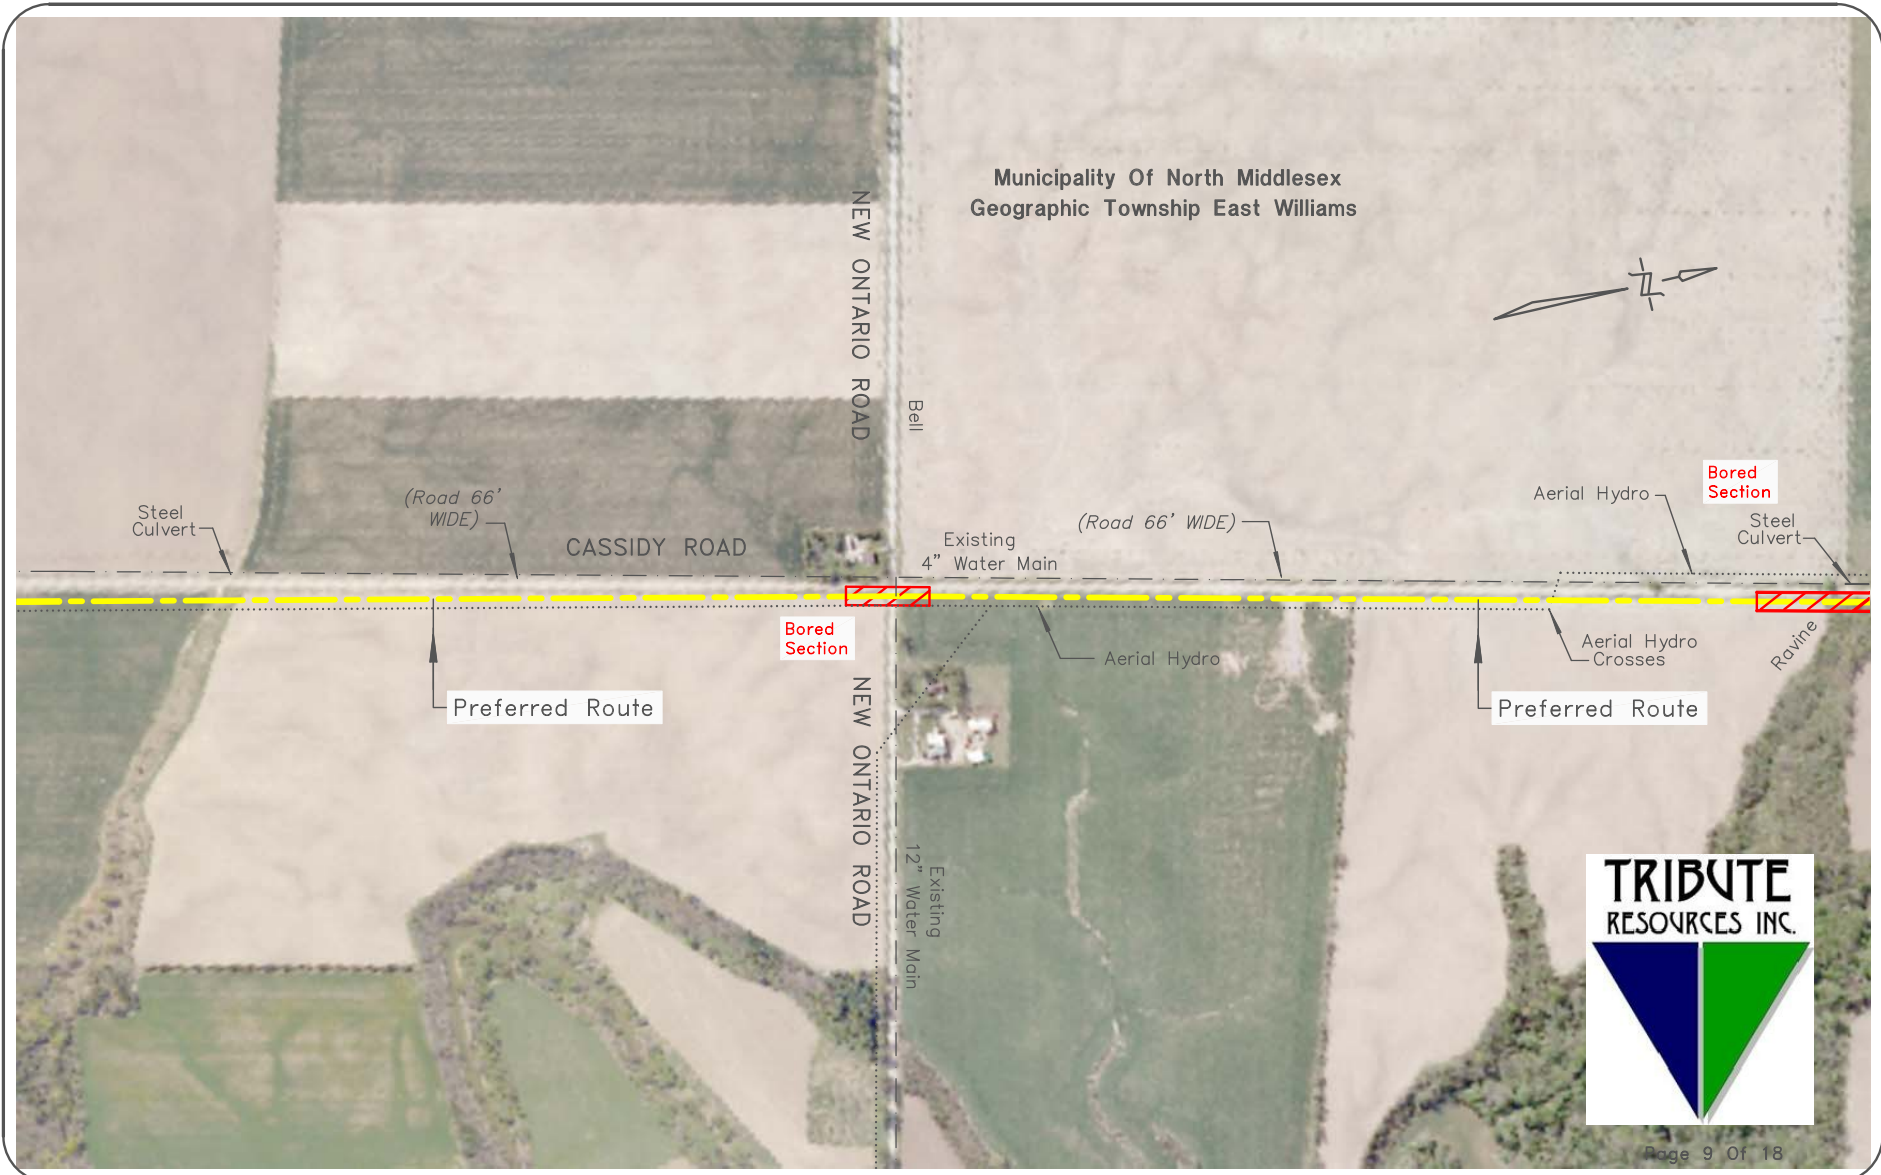 Municipality Of North Middlesex
Geographic Township East Williams
NEW ONTARIO ROAD
Bell
Steel
Culvert
(Road 66'
WIDE)
CASSIDY ROAD
Existing
4" Water Main
(Road 66' WIDE)
Aerial Hydro
Bored
Section
Steel
Culvert
Bored
Section
Aerial Hydro
Aerial Hydro
Crosses
Ravine
Preferred Route
Preferred Route
NEW ONTARIO ROAD
Existing
12" Water Main
TRIBUTE
RESOURCES INC.
Page 9 Of 18